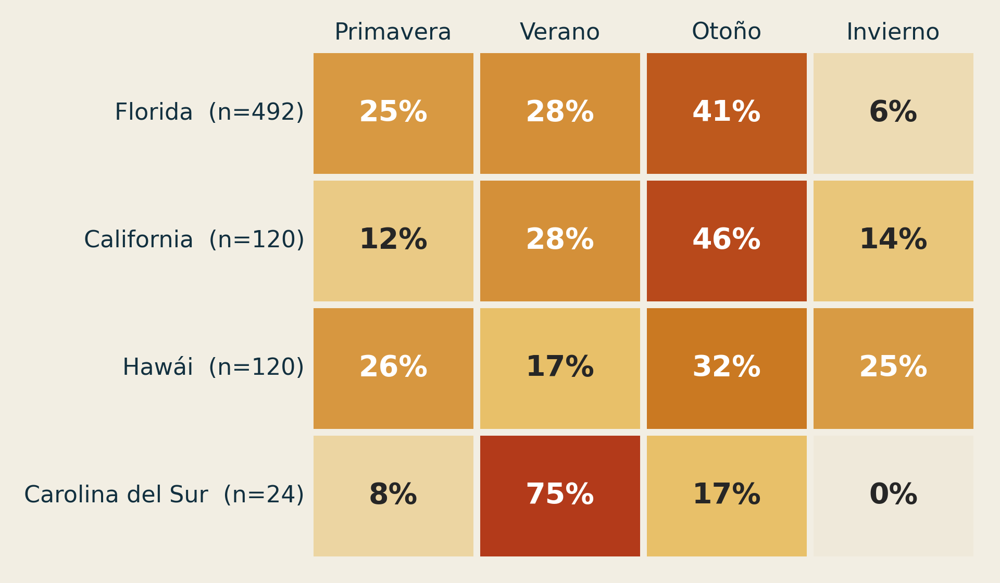 Primavera Verano Otoño Invierno
Florida (n=492) 25% 28% 41% 6%
California (n=120) 12% 28% 46% 14%
Hawái (n=120) 26% 17% 32% 25%
Carolina del Sur (n=24) 8% 75% 17% 0%